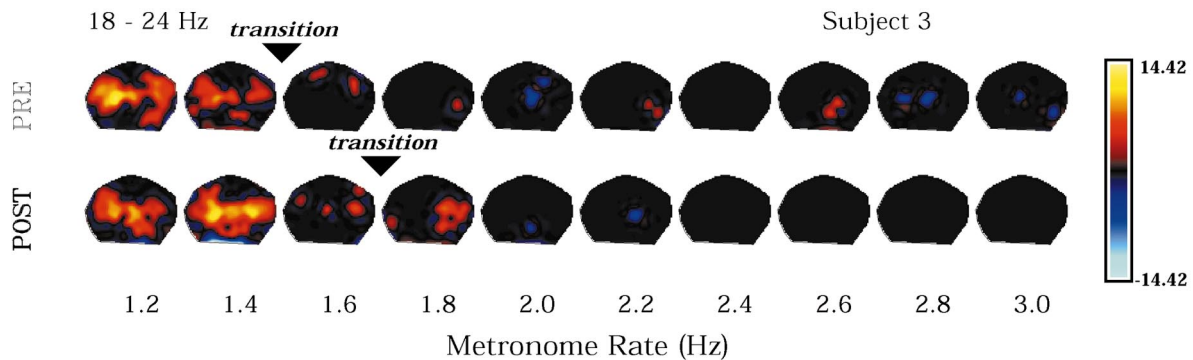 18 - 24 Hz
Subject 3
transition
14.42
PRE
transition
POST
-14.42
1.2 1.4 1.6 1.8 2.0 2.2 2.4 2.6 2.8 3.0
Metronome Rate (Hz)